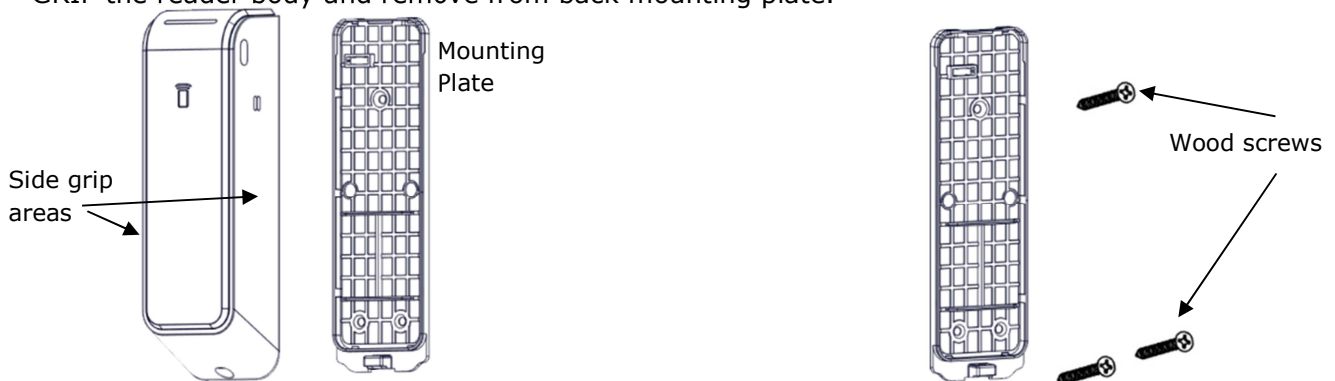 GRIP the reader body and remove from back mounting plate.
Mounting
Plate
Side grip
areas
Wood screws